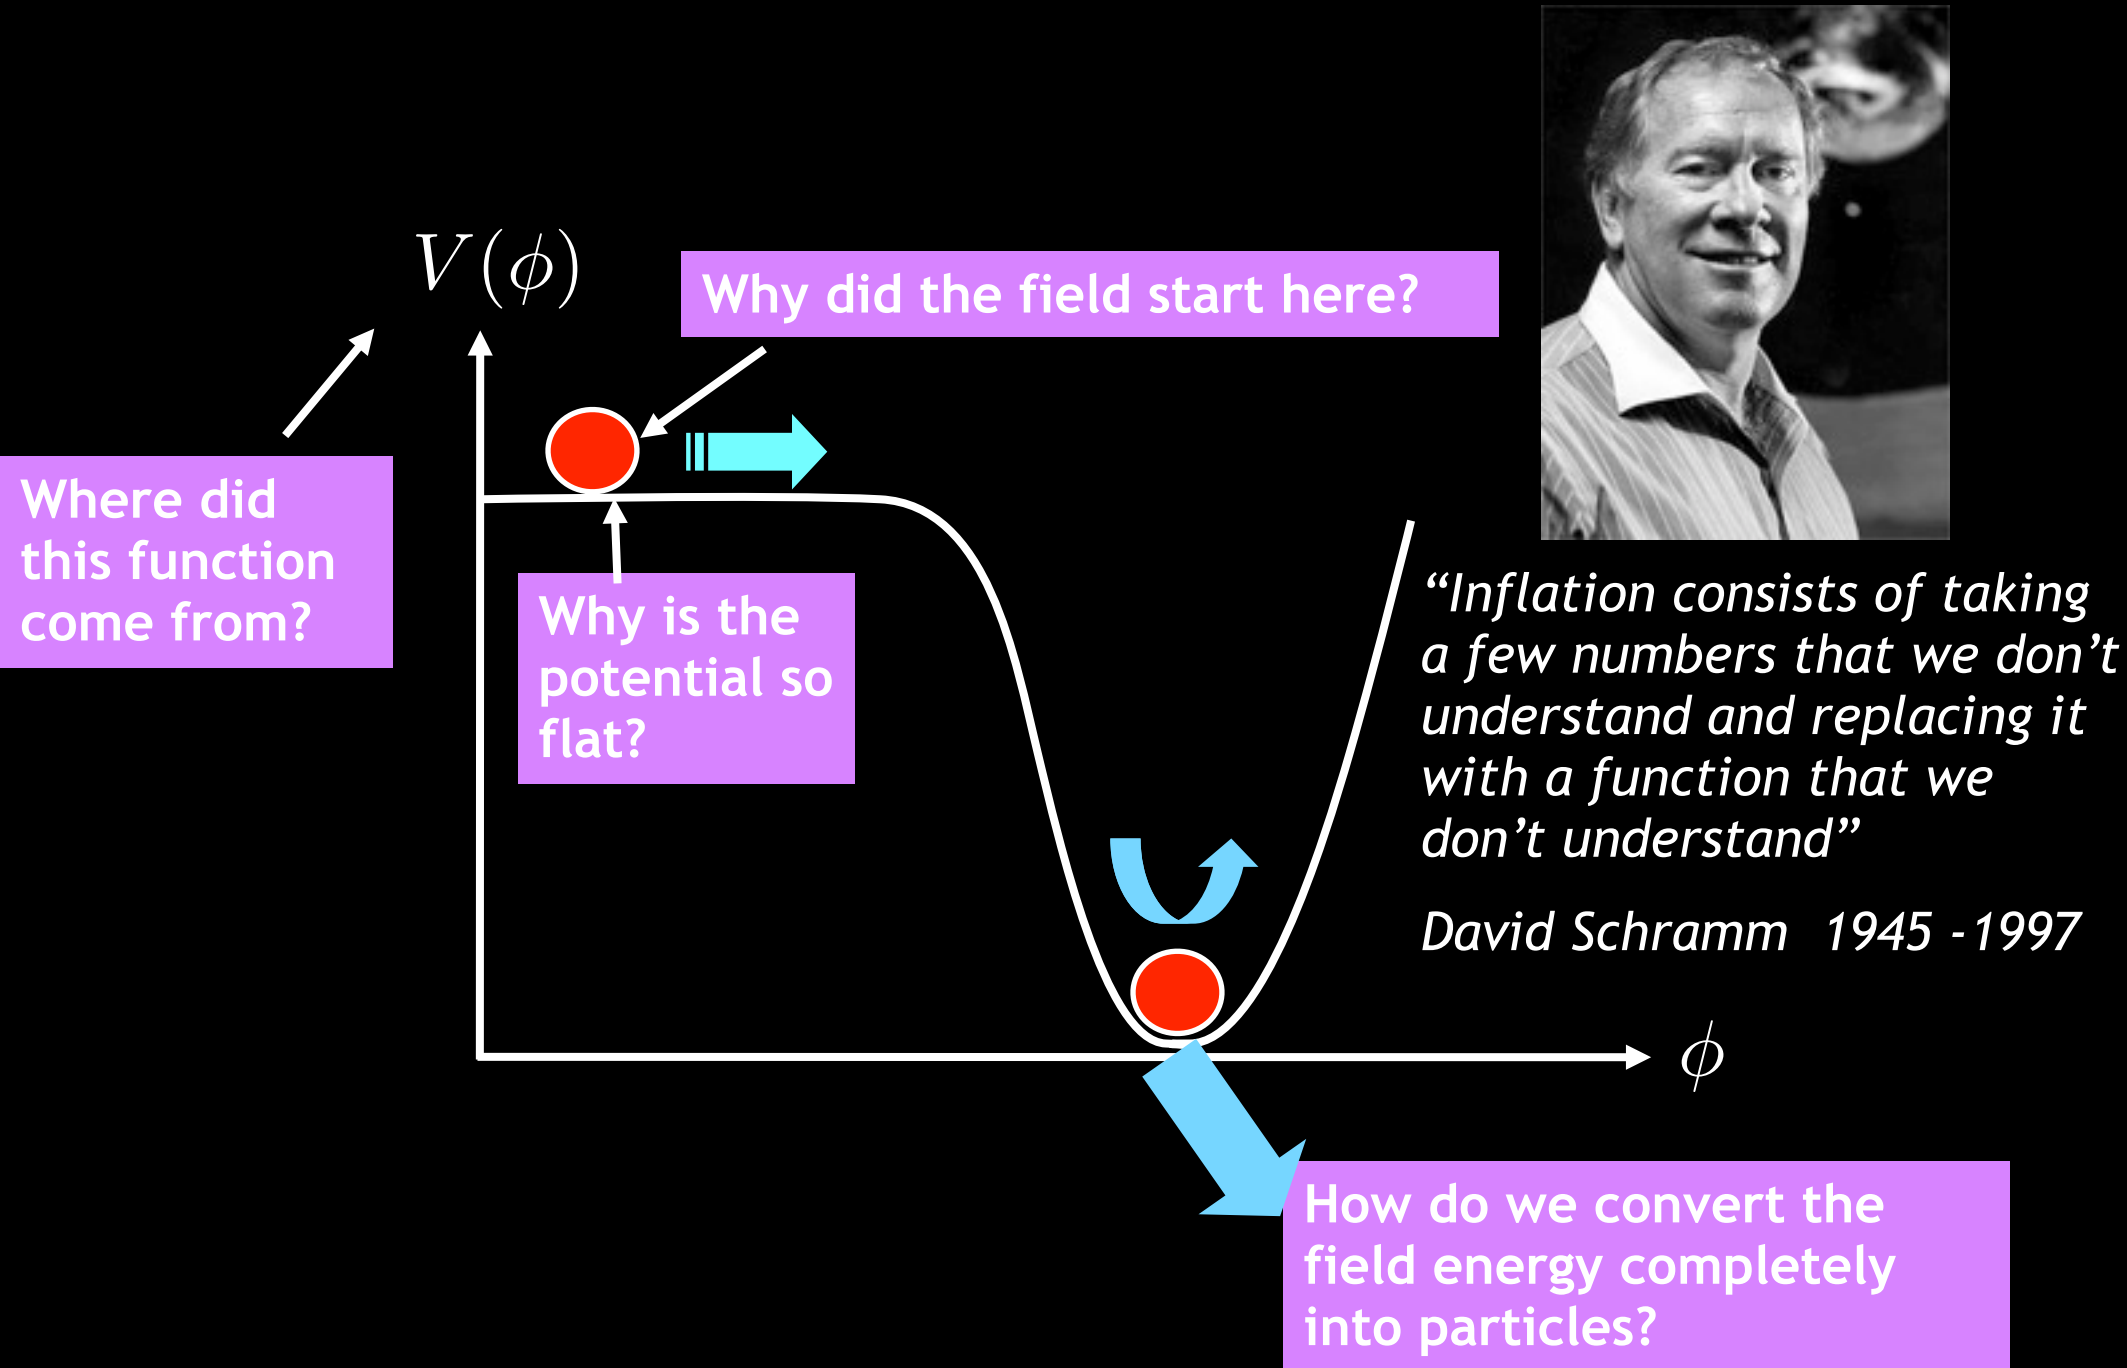 V(ϕ)
Why did the field start here?
Where did
this function
come from?
Why is the
potential so
flat?
“Inflation consists of taking
a few numbers that we don’t
understand and replacing it
with a function that we
don’t understand”
David Schramm 1945 -1997
ϕ
How do we convert the
field energy completely
into particles?